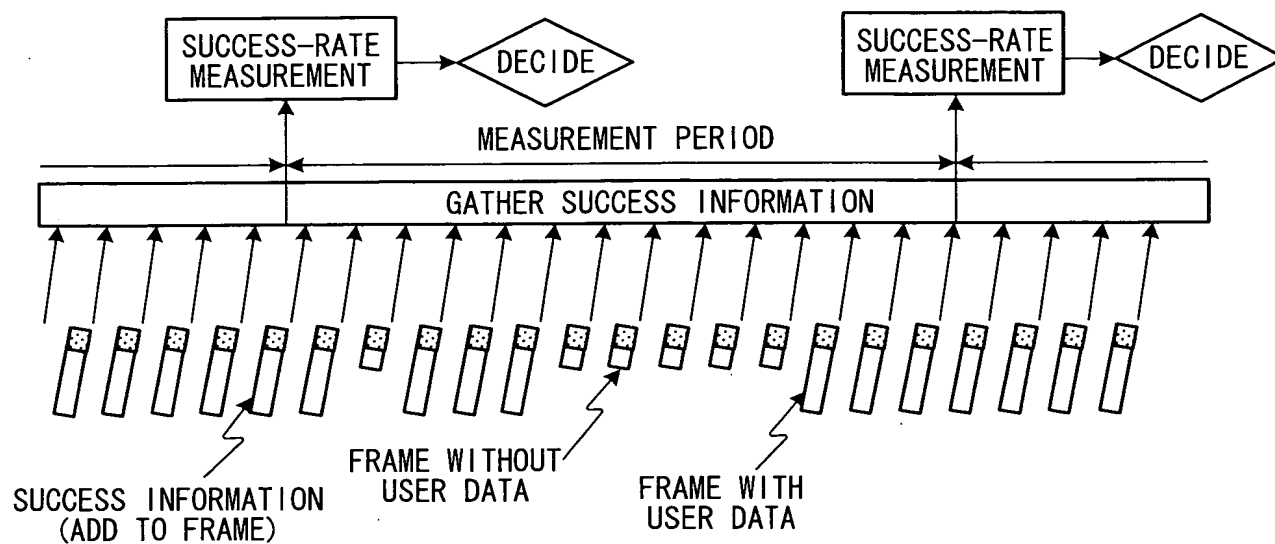 SUCCESS-RATE
MEASUREMENT
DECIDE
SUCCESS-RATE
MEASUREMENT
DECIDE
MEASUREMENT PERIOD
GATHER SUCCESS INFORMATION
SUCCESS INFORMATION
(ADD TO FRAME)
FRAME WITHOUT
USER DATA
FRAME WITH
USER DATA